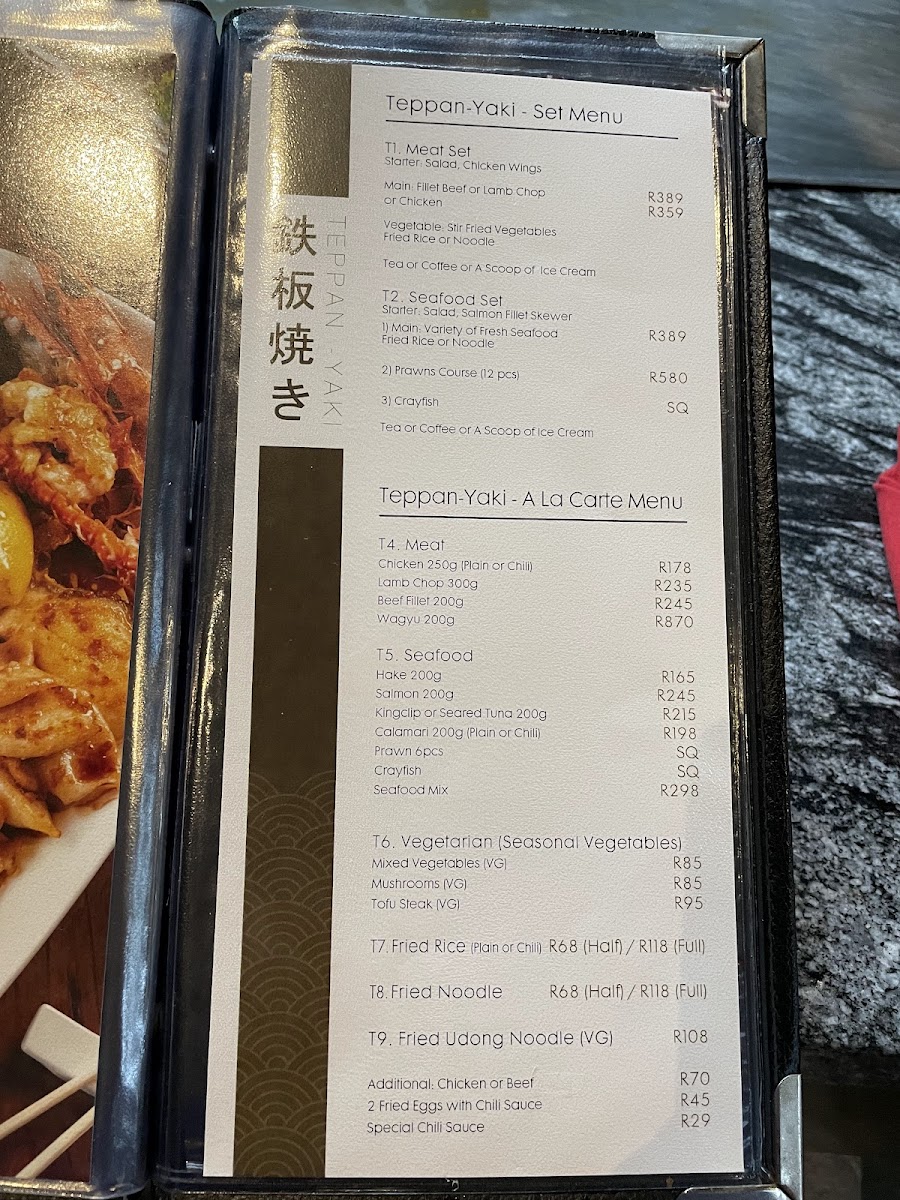 鉄板焼き
TEPPAN - YAKI
Teppan-Yaki - Set Menu
T1. Meat Set
Starter: Salad, Chicken Wings
Main: Fillet Beef or Lamb Chop R389
or Chicken R359
Vegetable: Stir Fried Vegetables
Fried Rice or Noodle
Tea or Coffee or A Scoop of Ice Cream
T2. Seafood Set
Starter: Salad, Salmon Fillet Skewer
1) Main: Variety of Fresh Seafood R389
Fried Rice or Noodle
2) Prawns Course (12 pcs) R580
3) Crayfish SQ
Tea or Coffee or A Scoop of Ice Cream
Teppan-Yaki - A La Carte Menu
T4. Meat
Chicken 250g (Plain or Chili) R178
Lamb Chop 300g R235
Beef Fillet 200g R245
Wagyu 200g R870
T5. Seafood
Hake 200g R165
Salmon 200g R245
Kingclip or Seared Tuna 200g R215
Calamari 200g (Plain or Chili) R198
Prawn 6pcs SQ
Crayfish SQ
Seafood Mix R298
T6. Vegetarian (Seasonal Vegetables)
Mixed Vegetables (VG) R85
Mushrooms (VG) R85
Tofu Steak (VG) R95
T7. Fried Rice (Plain or Chili) R68 (Half) / R118 (Full)
T8. Fried Noodle R68 (Half) / R118 (Full)
T9. Fried Udong Noodle (VG) R108
Additional: Chicken or Beef R70
2 Fried Eggs with Chili Sauce R45
Special Chili Sauce R29